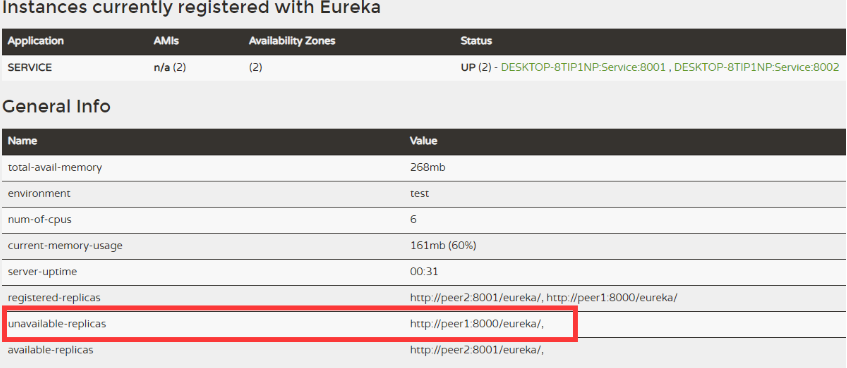 Instances currently registered with Eureka
Application AMIs Availability Zones Status
SERVICE n/a (2) (2) UP (2) - DESKTOP-8TIP1NP:Service:8001 , DESKTOP-8TIP1NP:Service:8002
General Info
Name Value
total-avail-memory 268mb
environment test
num-of-cpus 6
current-memory-usage 161mb (60%)
server-uptime 00:31
registered-replicas http://peer2:8001/eureka/, http://peer1:8000/eureka/
unavailable-replicas http://peer1:8000/eureka/,
available-replicas http://peer2:8001/eureka/,